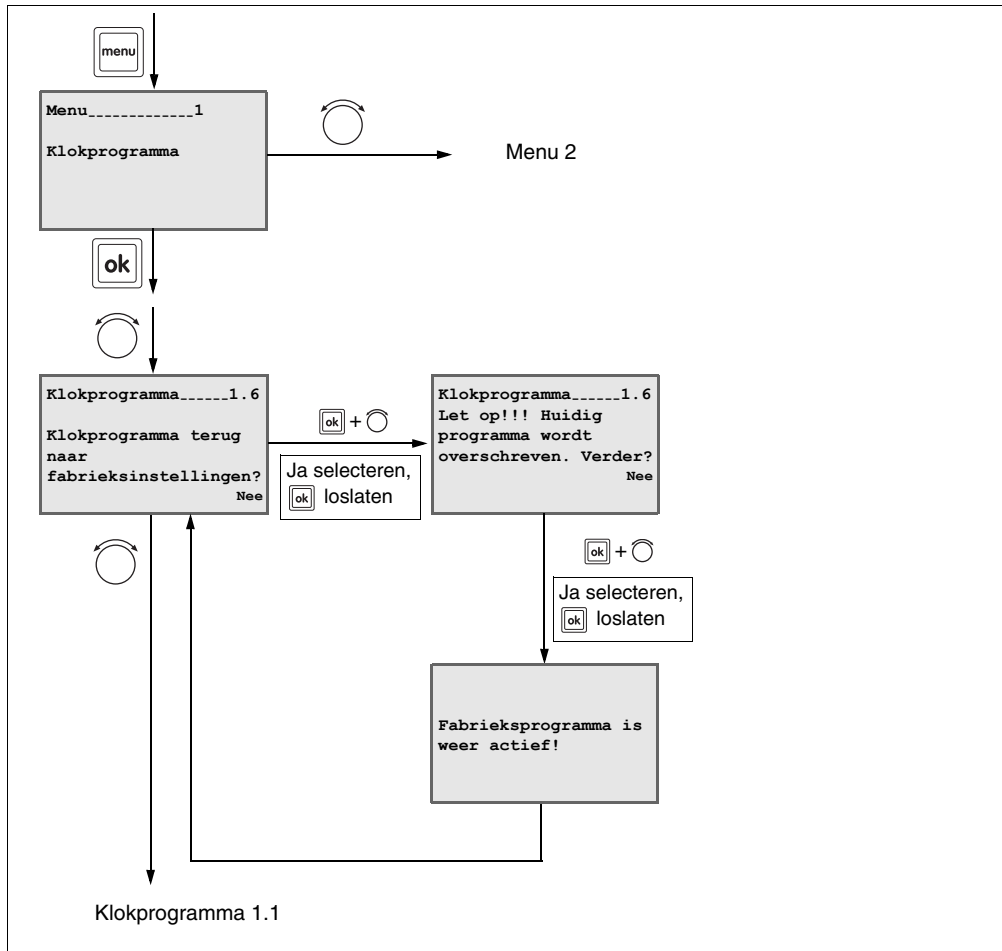 menu
Menu_____________1
Klokprogramma
Menu 2
ok
Klokprogramma______1.6
Klokprogramma terug
naar
fabrieksinstellingen?
Nee
ok +
Ja selecteren,
ok loslaten
Klokprogramma______1.6
Let op!!! Huidig
programma wordt
overschreven. Verder?
Nee
ok +
Ja selecteren,
ok loslaten
Fabrieksprogramma is
weer actief!
Klokprogramma 1.1